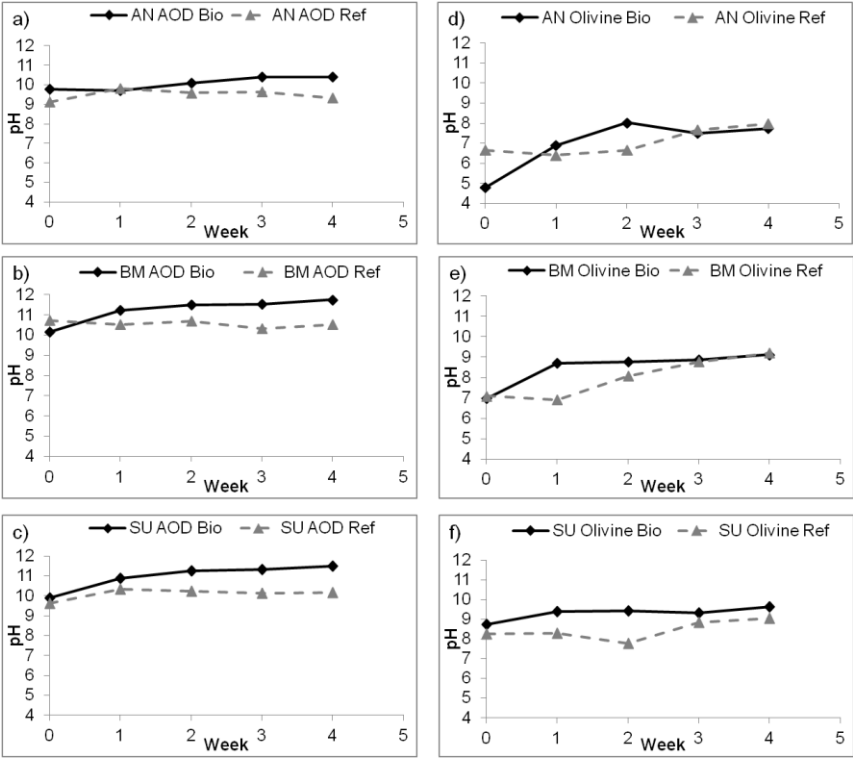 a) AN AOD Bio AN AOD Ref
12
11
10
9
8
7
6
5
4
pH
0 1 2 3 4 5
Week
b) BM AOD Bio BM AOD Ref
12
11
10
9
8
7
6
5
4
pH
0 1 2 3 4 5
Week
c) SU AOD Bio SU AOD Ref
12
11
10
9
8
7
6
5
4
pH
0 1 2 3 4 5
Week
d) AN Olivine Bio AN Olivine Ref
12
11
10
9
8
7
6
5
4
pH
0 1 2 3 4 5
Week
e) BM Olivine Bio BM Olivine Ref
12
11
10
9
8
7
6
5
4
pH
0 1 2 3 4 5
Week
f) SU Olivine Bio SU Olivine Ref
12
11
10
9
8
7
6
5
4
pH
0 1 2 3 4 5
Week